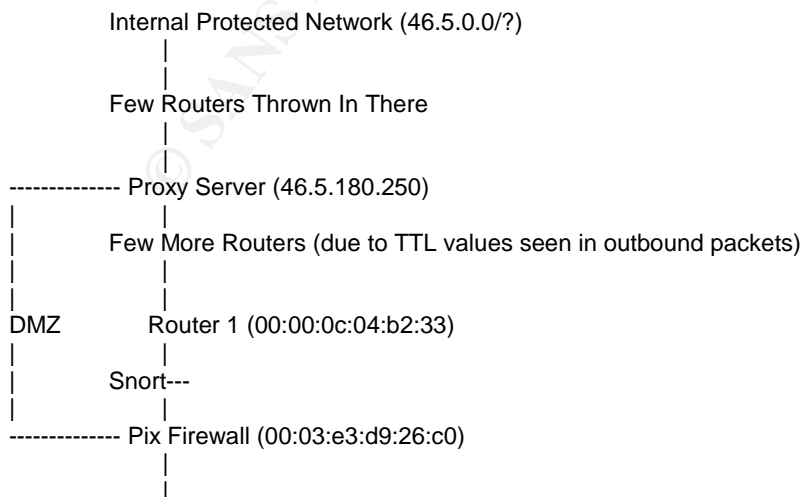 Internal Protected Network (46.5.0.0/?)
Few Routers Thrown In There
Proxy Server (46.5.180.250)
Few More Routers (due to TTL values seen in outbound packets)
DMZ Router 1 (00:00:0c:04:b2:33)
Snort---
Pix Firewall (00:03:e3:d9:26:c0)
© SANS